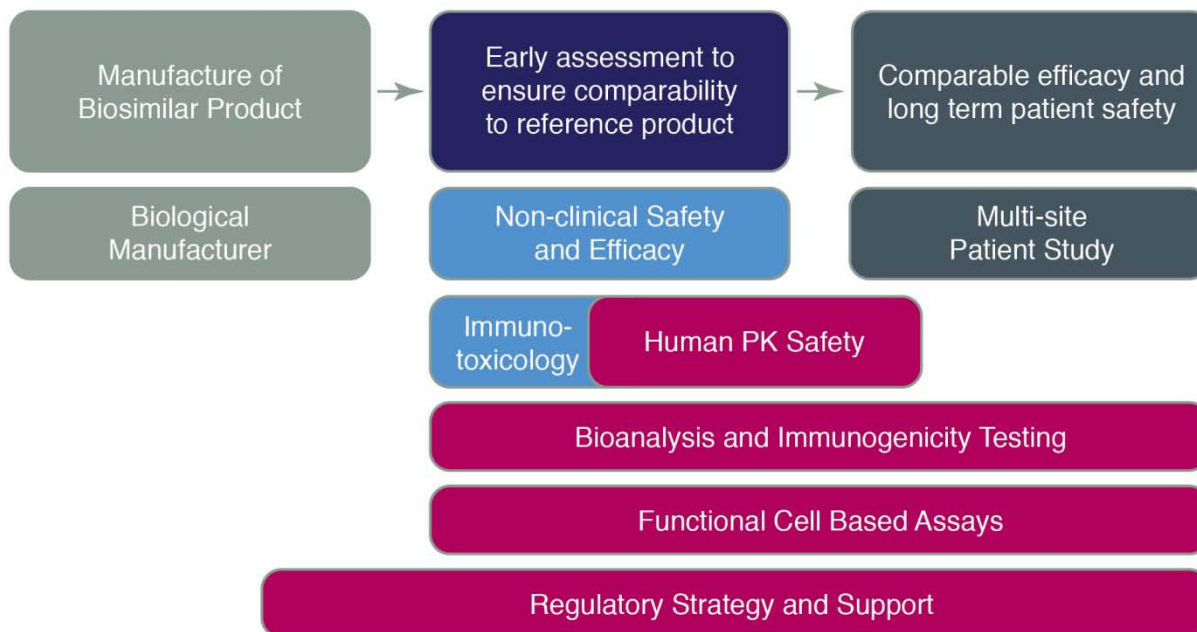 Manufacture of
Biosimilar Product
Early assessment to
ensure comparability
to reference product
Comparable efficacy and
long term patient safety
Biological
Manufacturer
Non-clinical Safety
and Efficacy
Multi-site
Patient Study
Immuno-
toxicology
Human PK Safety
Bioanalysis and Immunogenicity Testing
Functional Cell Based Assays
Regulatory Strategy and Support